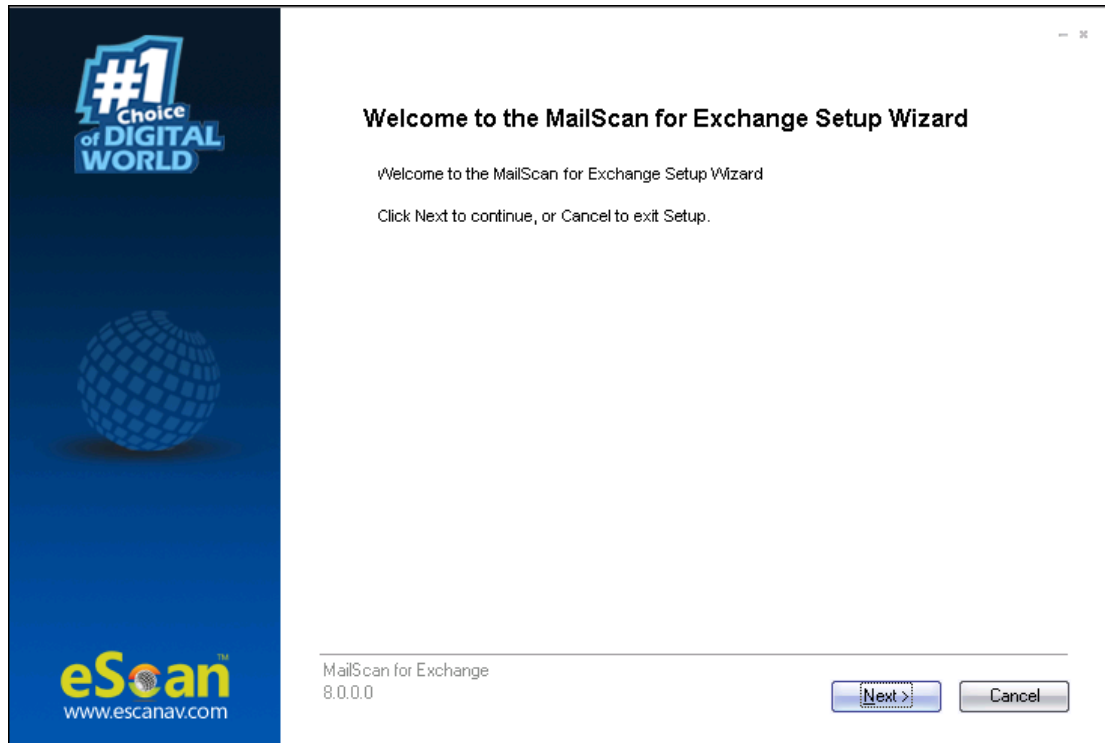 #1
Choice
of DIGITAL
WORLD
Welcome to the MailScan for Exchange Setup Wizard
Welcome to the MailScan for Exchange Setup Wizard
Click Next to continue, or Cancel to exit Setup.
eScan™
www.escanav.com
MailScan for Exchange
8.0.0.0
Next >
Cancel